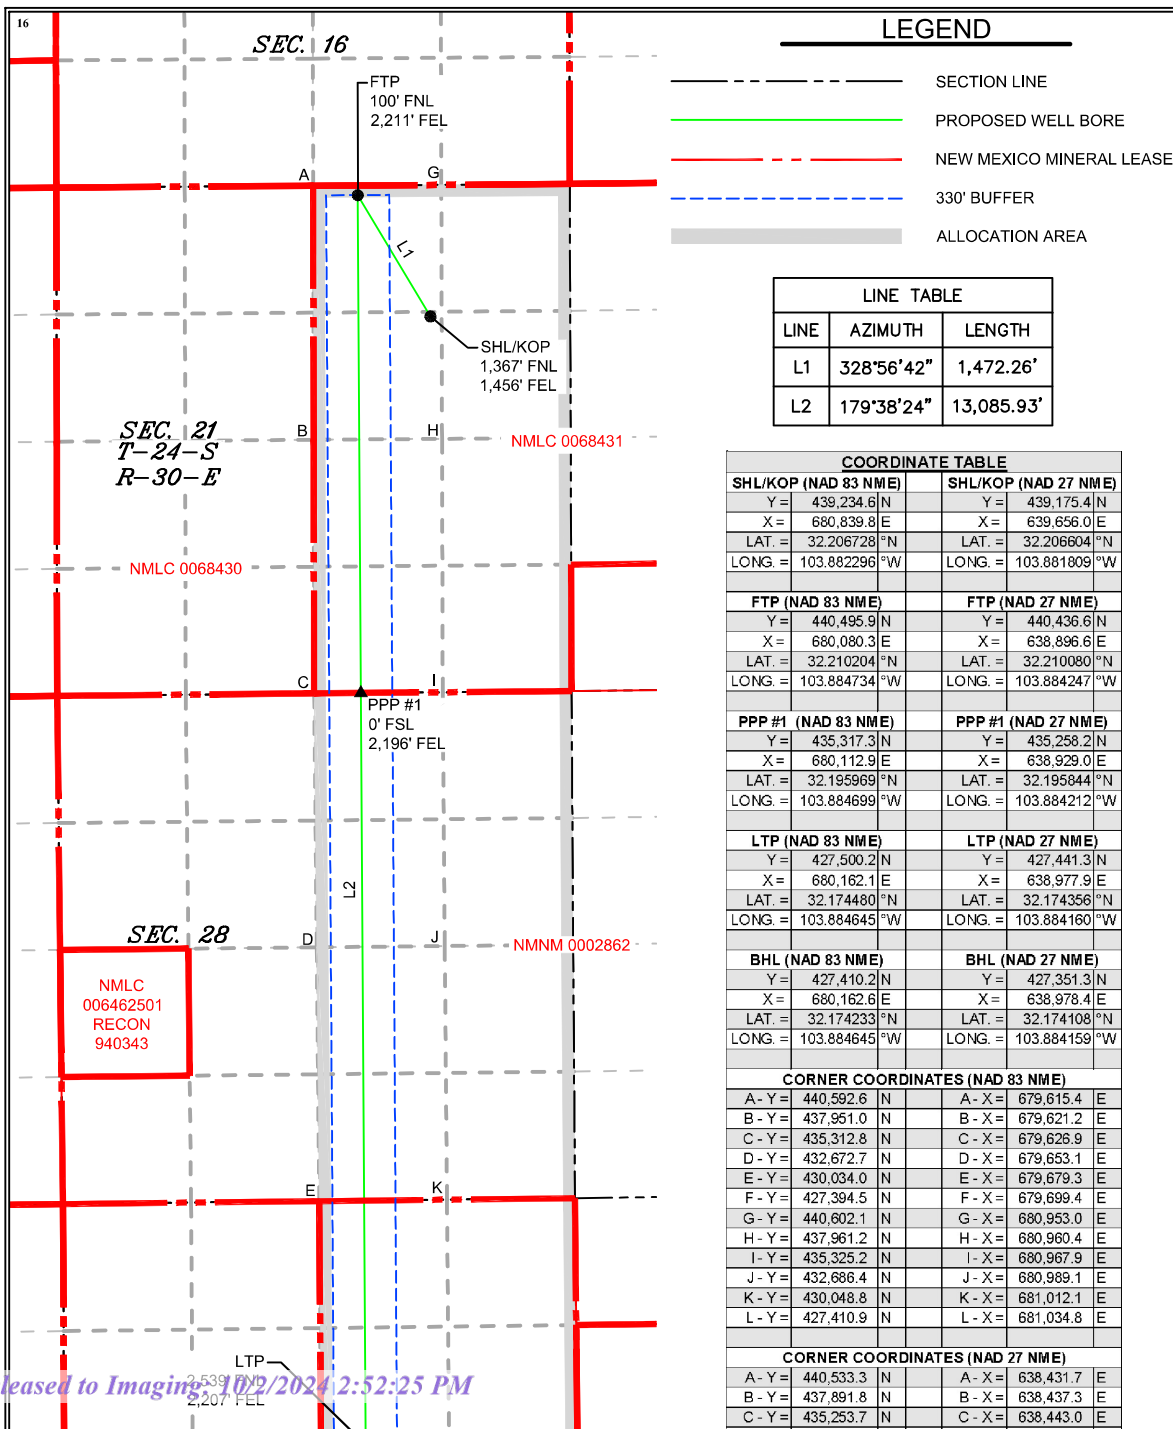 16
SEC. 16
FTP
100' FNL
2,211' FEL
A
G
L1
SHL/KOP
1,367' FNL
1,456' FEL
SEC. 21
T-24-S
R-30-E
B
H
NMLC 0068431
NMLC 0068430
C
I
PPP #1
0' FSL
2,196' FEL
L2
SEC. 28
D
J
NMNM 0002862
NMLC
006462501
RECON
940343
E
K
LTP
2,539' FNL
2,207' FEL
leased to Imaging: 10/2/2024 2:52:25 PM
LEGEND
SECTION LINE
PROPOSED WELL BORE
NEW MEXICO MINERAL LEASE
330' BUFFER
ALLOCATION AREA
LINE TABLE
LINE AZIMUTH LENGTH
L1 328°56'42" 1,472.26'
L2 179°38'24" 13,085.93'
COORDINATE TABLE
SHL/KOP (NAD 83 NME) SHL/KOP (NAD 27 NME)
Y = 439,234.6 N Y = 439,175.4 N
X = 680,839.8 E X = 639,656.0 E
LAT. = 32.206728 °N LAT. = 32.206604 °N
LONG. = 103.882296 °W LONG. = 103.881809 °W
FTP (NAD 83 NME) FTP (NAD 27 NME)
Y = 440,495.9 N Y = 440,436.6 N
X = 680,080.3 E X = 638,896.6 E
LAT. = 32.210204 °N LAT. = 32.210080 °N
LONG. = 103.884734 °W LONG. = 103.884247 °W
PPP #1 (NAD 83 NME) PPP #1 (NAD 27 NME)
Y = 435,317.3 N Y = 435,258.2 N
X = 680,112.9 E X = 638,929.0 E
LAT. = 32.195969 °N LAT. = 32.195844 °N
LONG. = 103.884699 °W LONG. = 103.884212 °W
LTP (NAD 83 NME) LTP (NAD 27 NME)
Y = 427,500.2 N Y = 427,441.3 N
X = 680,162.1 E X = 638,977.9 E
LAT. = 32.174480 °N LAT. = 32.174356 °N
LONG. = 103.884645 °W LONG. = 103.884160 °W
BHL (NAD 83 NME) BHL (NAD 27 NME)
Y = 427,410.2 N Y = 427,351.3 N
X = 680,162.6 E X = 638,978.4 E
LAT. = 32.174233 °N LAT. = 32.174108 °N
LONG. = 103.884645 °W LONG. = 103.884159 °W
CORNER COORDINATES (NAD 83 NME)
A - Y = 440,592.6 N A - X = 679,615.4 E
B - Y = 437,951.0 N B - X = 679,621.2 E
C - Y = 435,312.8 N C - X = 679,626.9 E
D - Y = 432,672.7 N D - X = 679,653.1 E
E - Y = 430,034.0 N E - X = 679,679.3 E
F - Y = 427,394.5 N F - X = 679,699.4 E
G - Y = 440,602.1 N G - X = 680,953.0 E
H - Y = 437,961.2 N H - X = 680,960.4 E
I - Y = 435,325.2 N I - X = 680,967.9 E
J - Y = 432,686.4 N J - X = 680,989.1 E
K - Y = 430,048.8 N K - X = 681,012.1 E
L - Y = 427,410.9 N L - X = 681,034.8 E
CORNER COORDINATES (NAD 27 NME)
A - Y = 440,533.3 N A - X = 638,431.7 E
B - Y = 437,891.8 N B - X = 638,437.3 E
C - Y = 435,253.7 N C - X = 638,443.0 E